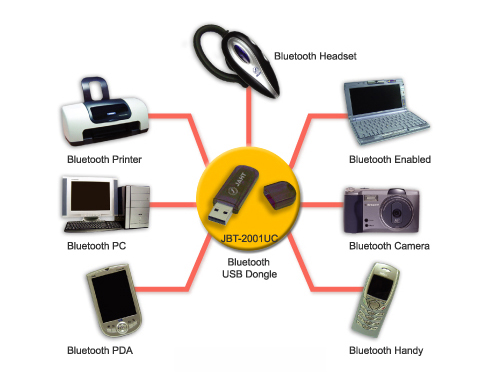 Bluetooth Headset
Bluetooth Printer
Bluetooth Enabled
JAHT
JBT-2001UC
Bluetooth PC
Bluetooth
USB Dongle
Bluetooth Camera
Bluetooth PDA
Bluetooth Handy